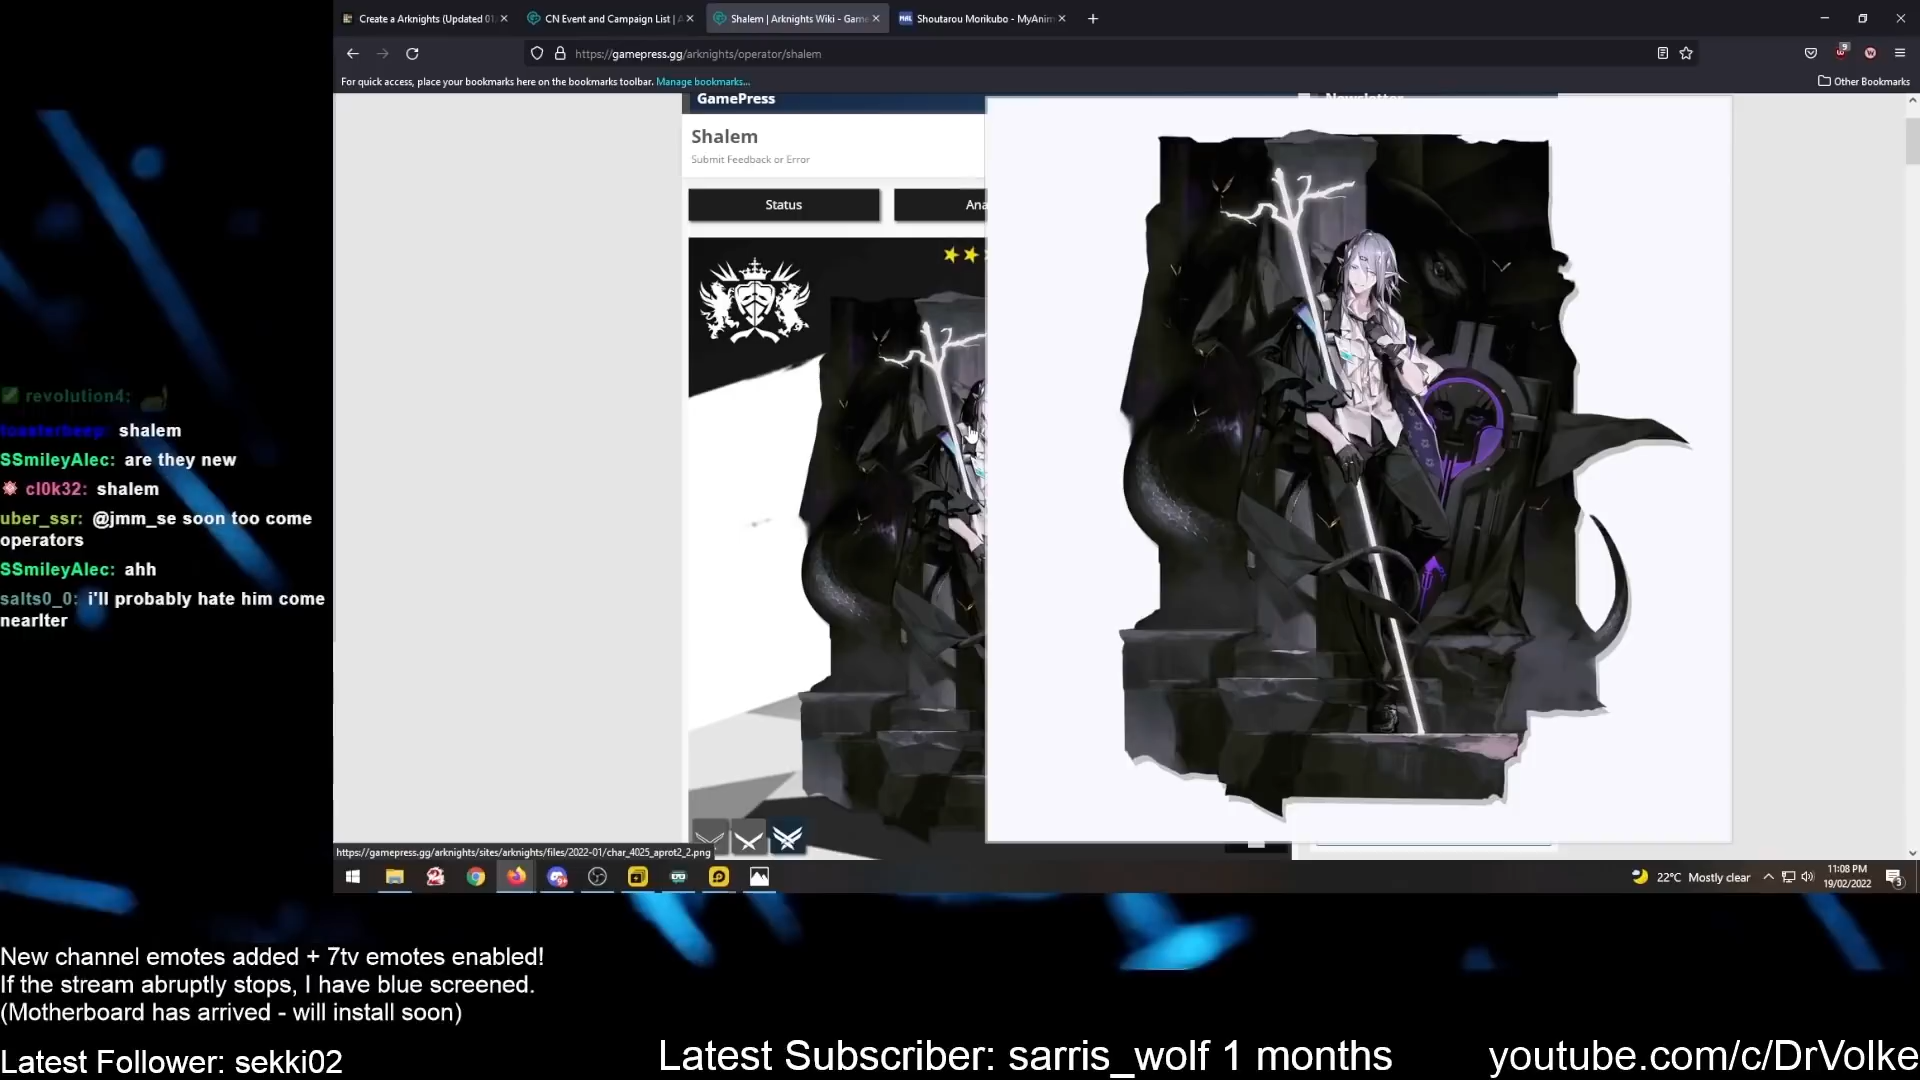 Create a Arknights (Updated 01
CN Event and Campaign List | A
Shalem | Arknights Wiki - Game
MAL
Shoutarou Morikubo - MyAnim
https://gamepress.gg/arknights/operator/shalem
For quick access, place your bookmarks here on the bookmarks toolbar. Manage bookmarks...
Other Bookmarks
GamePress
Newsletter
Shalem
Submit Feedback or Error
Status
Ana
revolution4:
toasterbeep: shalem
SSmileyAlec: are they new
cl0k32: shalem
uber_ssr: @jmm_se soon too come
operators
SSmileyAlec: ahh
salts0_0: i'll probably hate him come
nearlter
https://gamepress.gg/arknights/sites/arknights/files/2022-01/char_4025_aprot2_2.png
22°C Mostly clear
11:08 PM
19/02/2022
3
New channel emotes added + 7tv emotes enabled!
If the stream abruptly stops, I have blue screened.
(Motherboard has arrived - will install soon)
Latest Follower: sekki02
Latest Subscriber: sarris_wolf 1 months
youtube.com/c/DrVolke